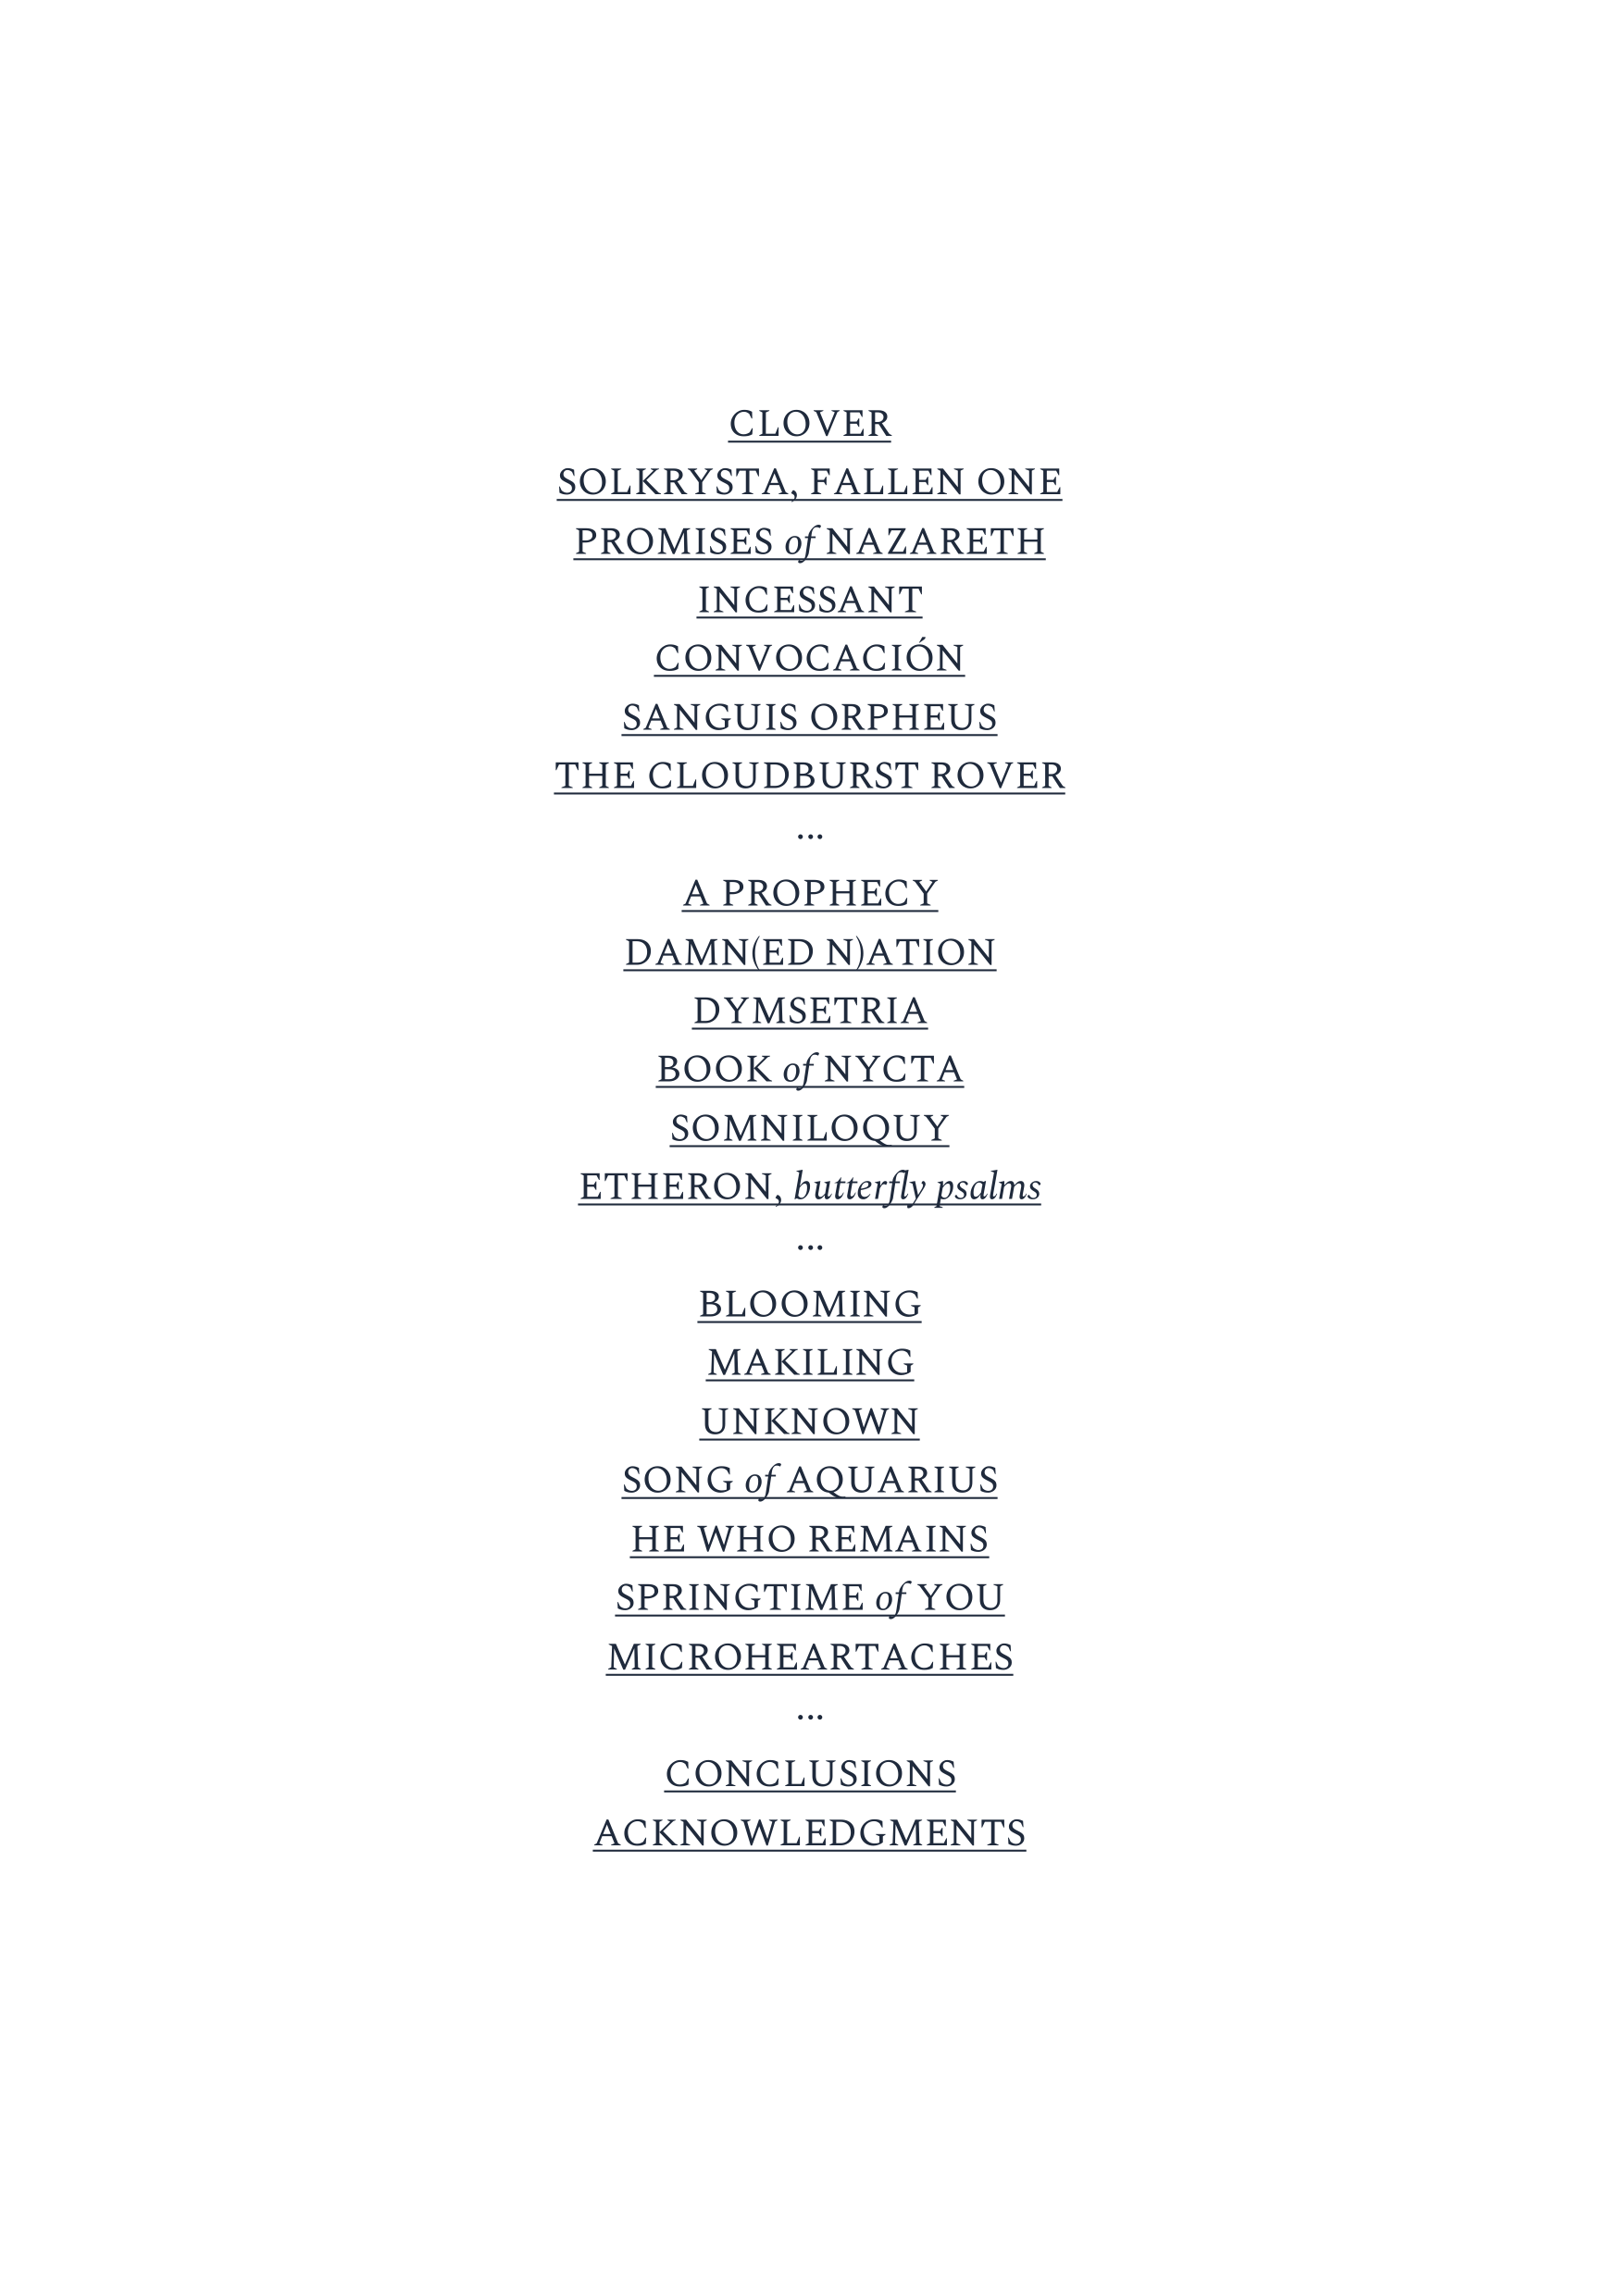 CLOVER
SOLKRYSTA, FALLEN ONE
PROMISES of NAZARETH
INCESSANT
CONVOCACIÓN
SANGUIS ORPHEUS
THE CLOUDBURST ROVER
...
A PROPHECY
DAMN(ED N)ATION
DYMSETRIA
BOOK of NYCTA
SOMNILOQUY
ETHERON, butterfly psalms
...
BLOOMING
MAKILING
UNKNOWN
SONG of AQUARIUS
HE WHO REMAINS
SPRINGTIME of YOU
MICROHEARTACHES
...
CONCLUSIONS
ACKNOWLEDGMENTS